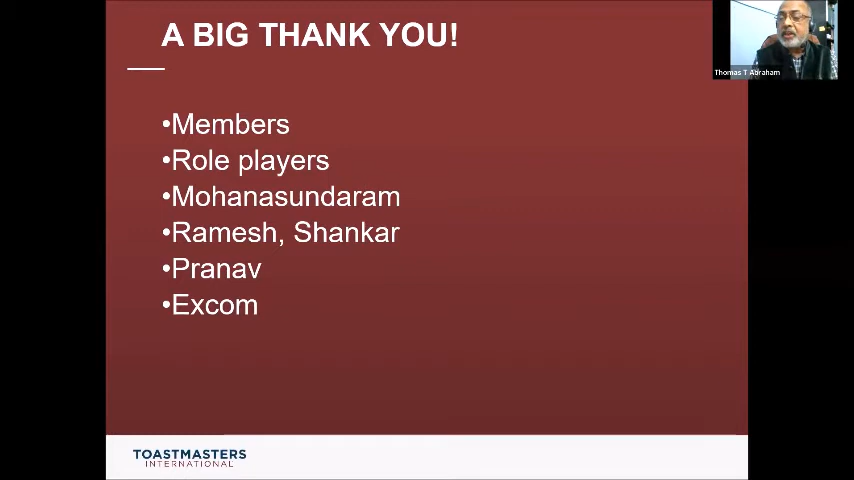 A BIG THANK YOU!
Thomas T Abraham
•Members
•Role players
•Mohanasundaram
•Ramesh, Shankar
•Pranav
•Excom
TOASTMASTERS
INTERNATIONAL